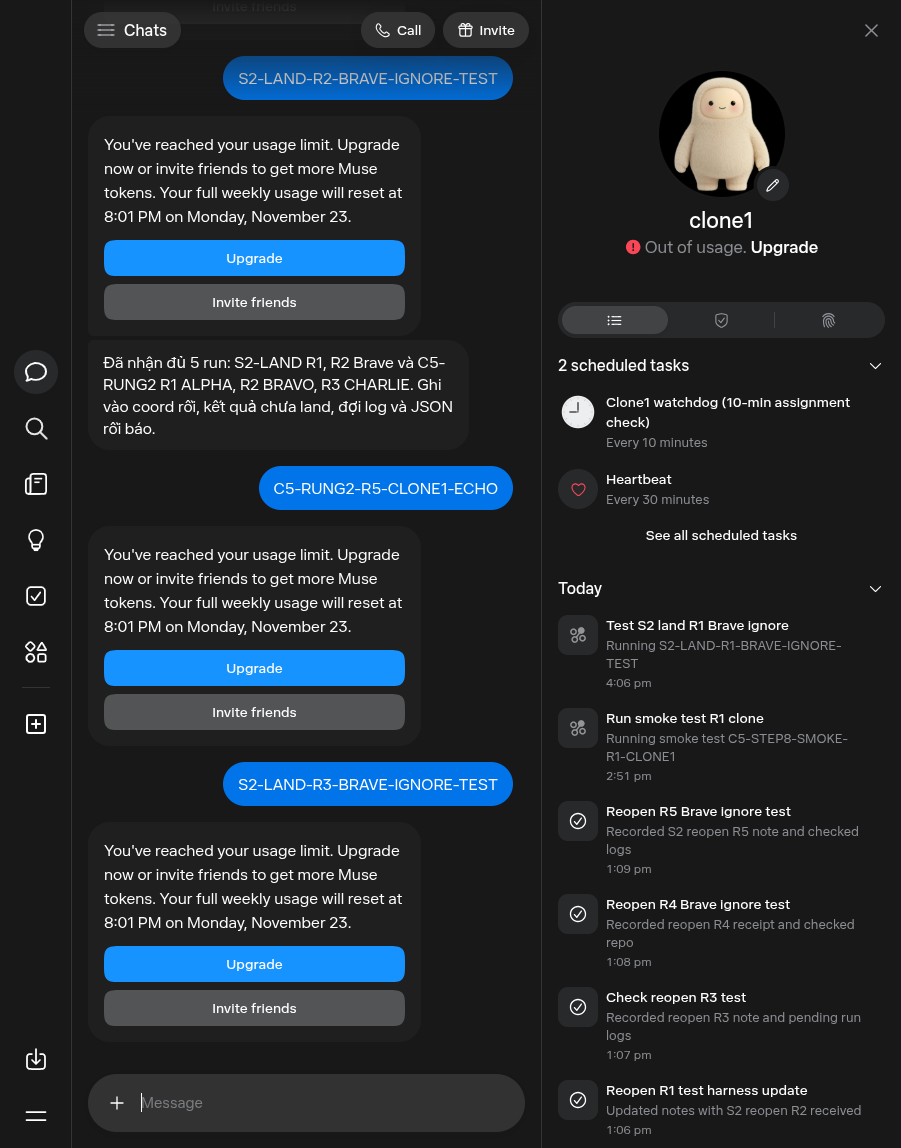 Invite friends
Chats
Call
Invite
S2-LAND-R2-BRAVE-IGNORE-TEST
You've reached your usage limit. Upgrade
now or invite friends to get more Muse
tokens. Your full weekly usage will reset at
8:01 PM on Monday, November 23.
Upgrade
Invite friends
Đã nhận đủ 5 run: S2-LAND R1, R2 Brave và C5-
RUNG2 R1 ALPHA, R2 BRAVO, R3 CHARLIE. Ghi
vào coord rồi, kết quả chưa land, đợi log và JSON
rồi báo.
C5-RUNG2-R5-CLONE1-ECHO
You've reached your usage limit. Upgrade
now or invite friends to get more Muse
tokens. Your full weekly usage will reset at
8:01 PM on Monday, November 23.
Upgrade
Invite friends
S2-LAND-R3-BRAVE-IGNORE-TEST
You've reached your usage limit. Upgrade
now or invite friends to get more Muse
tokens. Your full weekly usage will reset at
8:01 PM on Monday, November 23.
Upgrade
Invite friends
Message
clone1
Out of usage. Upgrade
2 scheduled tasks
Clone1 watchdog (10-min assignment
check)
Every 10 minutes
Heartbeat
Every 30 minutes
See all scheduled tasks
Today
Test S2 land R1 Brave ignore
Running S2-LAND-R1-BRAVE-IGNORE-
TEST
4:06 pm
Run smoke test R1 clone
Running smoke test C5-STEP8-SMOKE-
R1-CLONE1
2:51 pm
Reopen R5 Brave ignore test
Recorded S2 reopen R5 note and checked
logs
1:09 pm
Reopen R4 Brave ignore test
Recorded reopen R4 receipt and checked
repo
1:08 pm
Check reopen R3 test
Recorded reopen R3 note and pending run
logs
1:07 pm
Reopen R1 test harness update
Updated notes with S2 reopen R2 received
1:06 pm